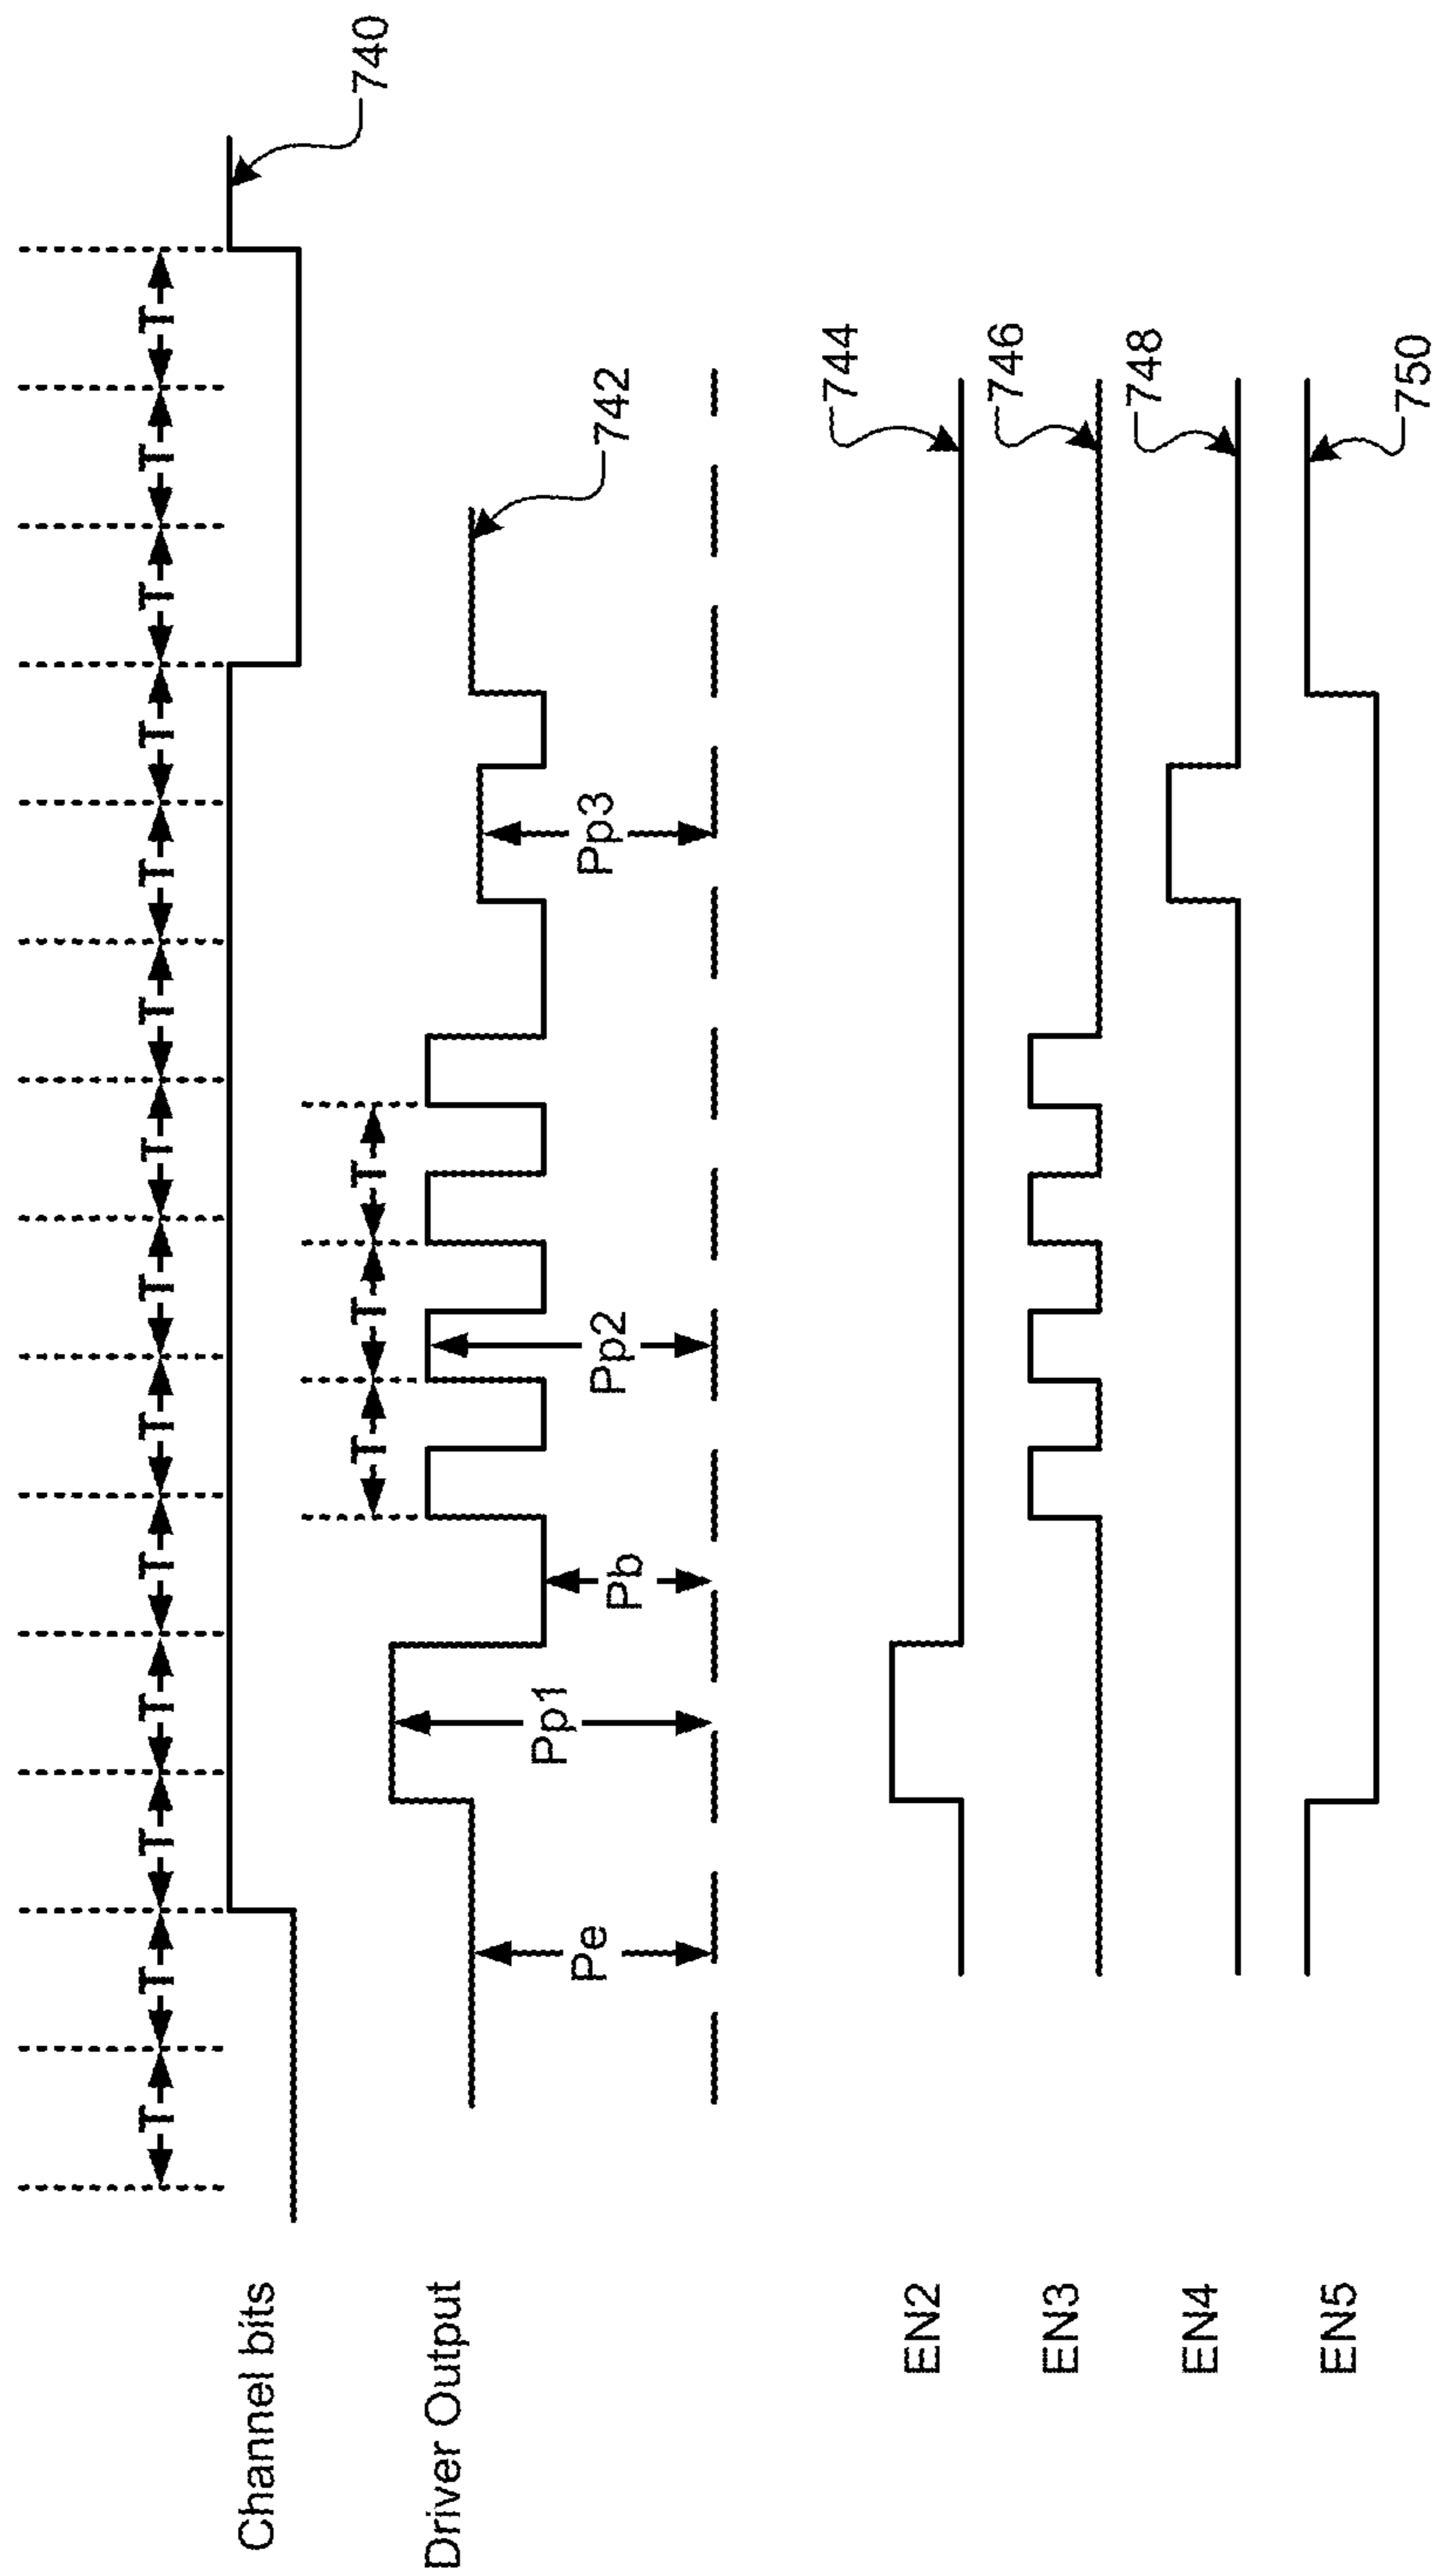 T T T T T T T T T T T T T T
Channel bits
740
T T T
Driver Output
742
Pe
Pp1
Pb
Pp2
Pp3
EN2
744
EN3
746
EN4
748
EN5
750